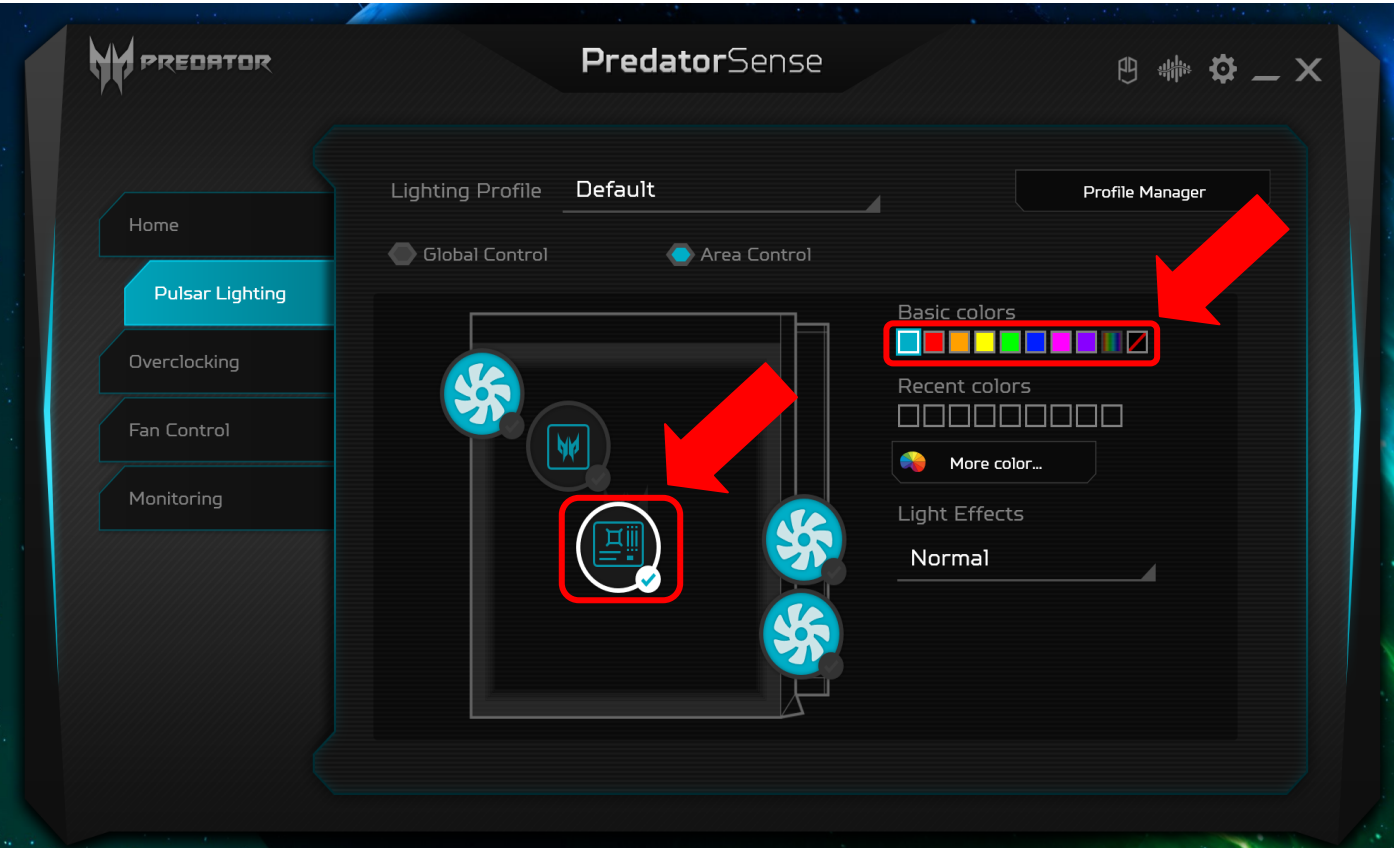 PREDATOR
PredatorSense
Lighting Profile Default
Profile Manager
Global Control
Area Control
Home
Pulsar Lighting
Overclocking
Fan Control
Monitoring
Basic colors
Recent colors
More color...
Light Effects
Normal